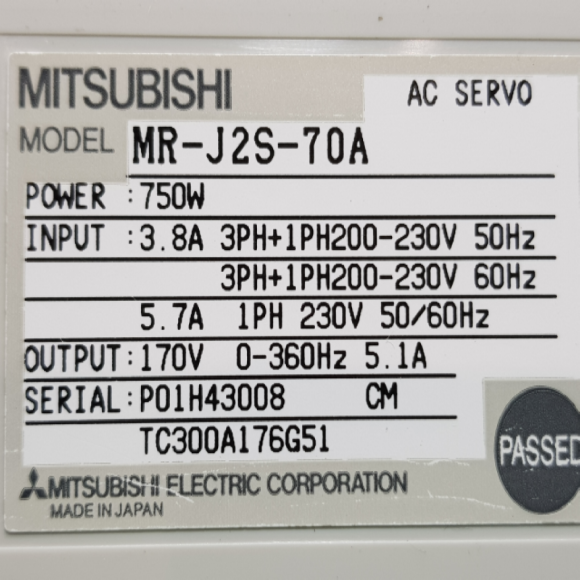 MITSUBISHI AC SERVO
MODEL MR-J2S-70A
POWER :750W
INPUT :3.8A 3PH+1PH200-230V 50Hz
3PH+1PH200-230V 60Hz
5.7A 1PH 230V 50/60Hz
OUTPUT:170V 0-360Hz 5.1A
SERIAL:P01H43008 CM
TC300A176G51
PASSED
MITSUBISHI ELECTRIC CORPORATION
MADE IN JAPAN